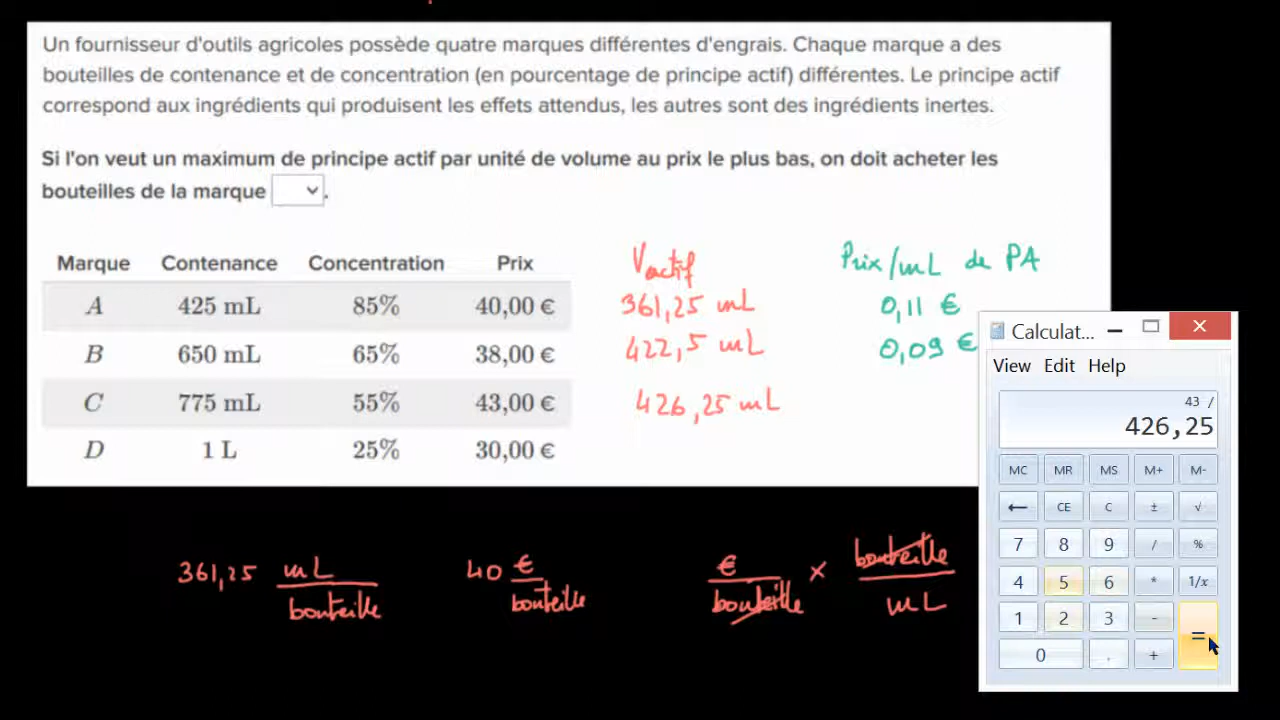 Un fournisseur d'outils agricoles possède quatre marques différentes d'engrais. Chaque marque a des
bouteilles de contenance et de concentration (en pourcentage de principe actif) différentes. Le principe actif
correspond aux ingrédients qui produisent les effets attendus, les autres sont des ingrédients inertes.
Si l'on veut un maximum de principe actif par unité de volume au prix le plus bas, on doit acheter les
bouteilles de la marque .
Marque Contenance Concentration Prix Vactif Prix/mL de PA
A 425 mL 85% 40,00 € 361,25 mL 0,11 €
B 650 mL 65% 38,00 € 422,5 mL 0,09 €
C 775 mL 55% 43,00 € 426,25 mL
D 1 L 25% 30,00 €
Calculat...
View Edit Help
43 /
426,25
MC MR MS M+ M-
← CE C ± √
7 8 9 / %
4 5 6 * 1/x
1 2 3 - =
0 . +
361,25 mL/bouteille 40 €/bouteille €/bouteille × bouteille/mL